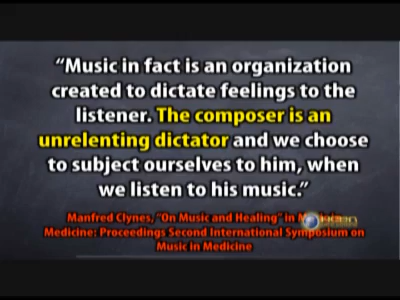 “Music in fact is an organization
created to dictate feelings to the
listener. The composer is an
unrelenting dictator and we choose
to subject ourselves to him, when
we listen to his music.”
Manfred Clynes, “On Music and Healing” in
Medicine: Proceedings Second International Symposium on
Music in Medicine